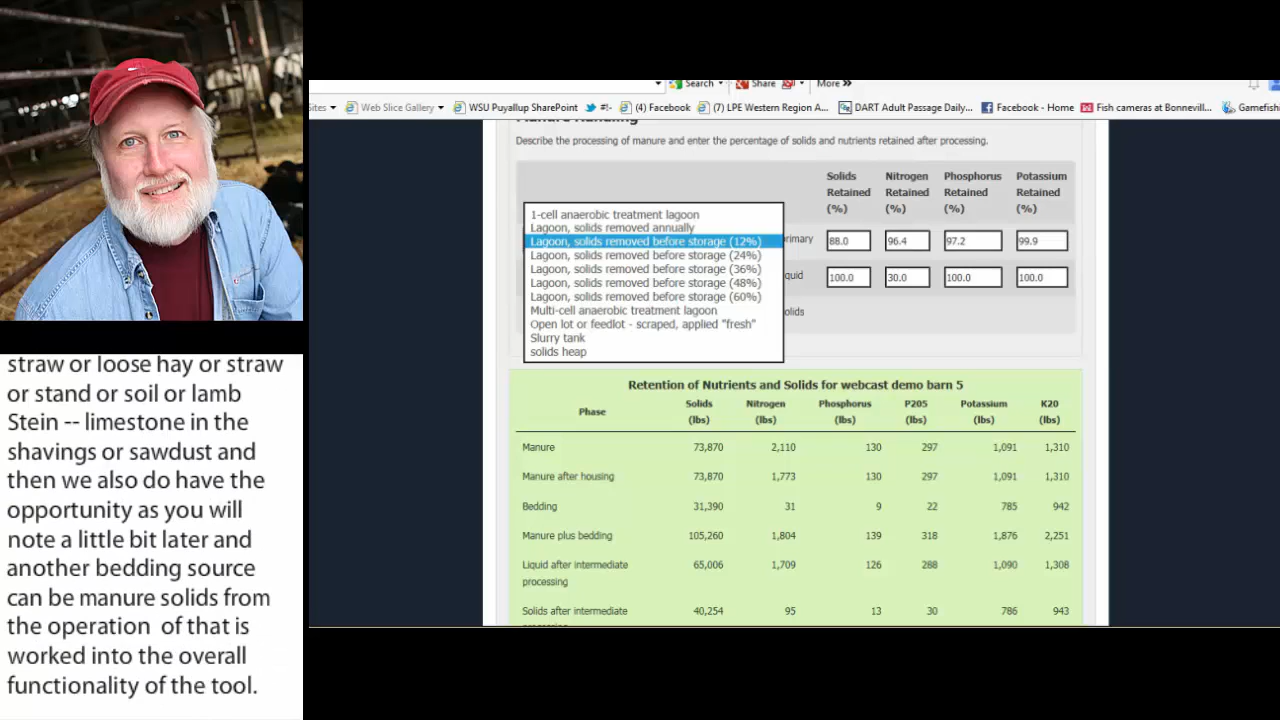 Search
Share
More »
Sites
Web Slice Gallery
WSU Puyallup SharePoint
#!-
(4) Facebook
(7) LPE Western Region A...
DART Adult Passage Daily...
Facebook - Home
Fish cameras at Bonnevill...
Gamefish
Manure Handling
Describe the processing of manure and enter the percentage of solids and nutrients retained after processing.
Solids Nitrogen Phosphorus Potassium
Retained Retained Retained Retained
(%) (%) (%) (%)
1-cell anaerobic treatment lagoon
Lagoon, solids removed annually
Lagoon, solids removed before storage (12%)
Lagoon, solids removed before storage (24%)
Lagoon, solids removed before storage (36%)
Lagoon, solids removed before storage (48%)
Lagoon, solids removed before storage (60%)
Multi-cell anaerobic treatment lagoon
Open lot or feedlot - scraped, applied "fresh"
Slurry tank
solids heap
primary 88.0 96.4 97.2 99.9
quid 100.0 30.0 100.0 100.0
olids
Retention of Nutrients and Solids for webcast demo barn 5
Phase Solids Nitrogen Phosphorus P205 Potassium K20
(lbs) (lbs) (lbs) (lbs) (lbs) (lbs)
Manure 73,870 2,110 130 297 1,091 1,310
Manure after housing 73,870 1,773 130 297 1,091 1,310
Bedding 31,390 31 9 22 785 942
Manure plus bedding 105,260 1,804 139 318 1,876 2,251
Liquid after intermediate 65,006 1,709 126 288 1,090 1,308
processing
Solids after intermediate 40,254 95 13 30 786 943
straw or loose hay or straw
or stand or soil or lamb
Stein -- limestone in the
shavings or sawdust and
then we also do have the
opportunity as you will
note a little bit later and
another bedding source
can be manure solids from
the operation of that is
worked into the overall
functionality of the tool.